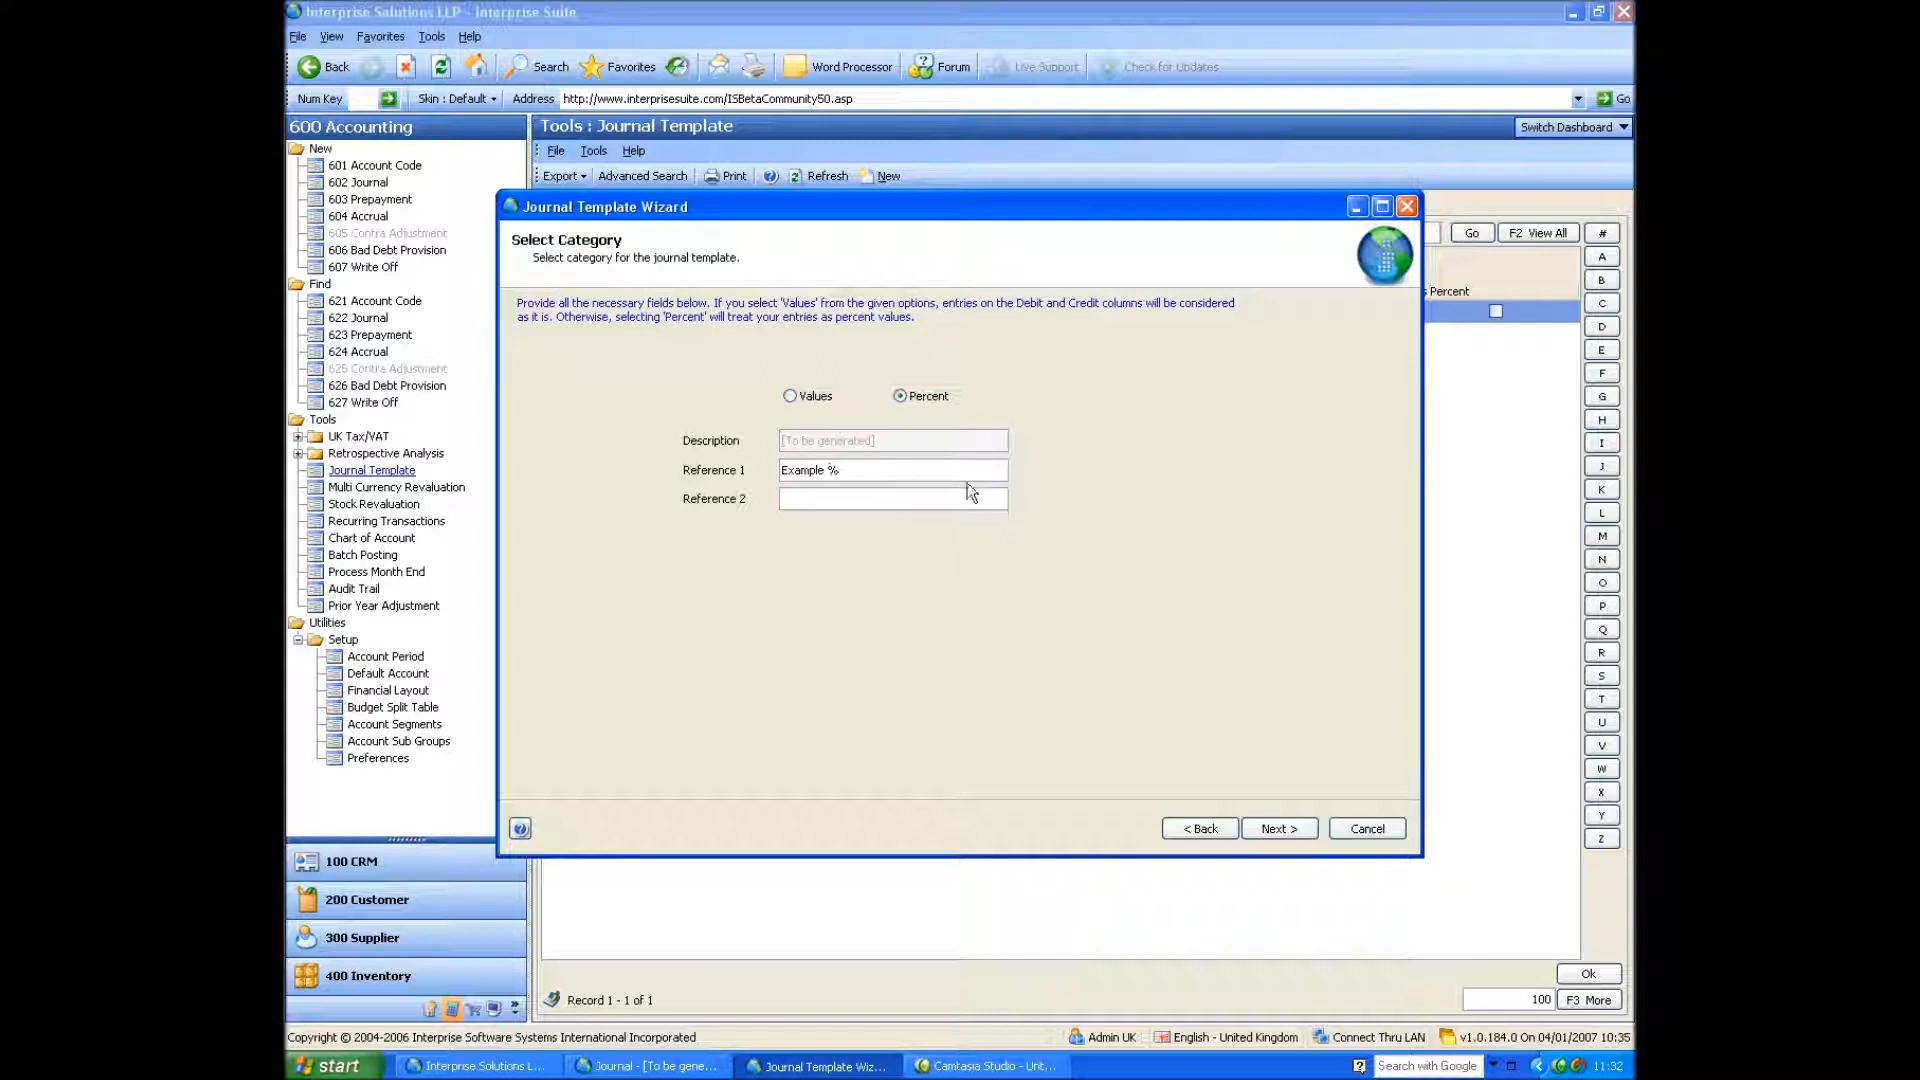 Interprise Solutions LLP - Interprise Suite
File View Favorites Tools Help
Back Search Favorites Word Processor Forum Live Support Check for Updates
Num Key Skin : Default Address http://www.interprisesuite.com/ISBetaCommunity50.asp Go
600 Accounting
New
601 Account Code
602 Journal
603 Prepayment
604 Accrual
605 Contra Adjustment
606 Bad Debt Provision
607 Write Off
Find
621 Account Code
622 Journal
623 Prepayment
624 Accrual
625 Contra Adjustment
626 Bad Debt Provision
627 Write Off
Tools
UK Tax/VAT
Retrospective Analysis
Journal Template
Multi Currency Revaluation
Stock Revaluation
Recurring Transactions
Chart of Account
Batch Posting
Process Month End
Audit Trail
Prior Year Adjustment
Utilities
Setup
Account Period
Default Account
Financial Layout
Budget Split Table
Account Segments
Account Sub Groups
Preferences
100 CRM
200 Customer
300 Supplier
400 Inventory
Tools : Journal Template
Switch Dashboard
File Tools Help
Export Advanced Search Print Refresh New
Journal Template Wizard
Select Category
Select category for the journal template.
Provide all the necessary fields below. If you select 'Values' from the given options, entries on the Debit and Credit columns will be considered
as it is. Otherwise, selecting 'Percent' will treat your entries as percent values.
Values Percent
Description [To be generated]
Reference 1 Example %
Reference 2
< Back Next > Cancel
Go F2 View All
Percent
#
A
B
C
D
E
F
G
H
I
J
K
L
M
N
O
P
Q
R
S
T
U
V
W
X
Y
Z
Ok
Record 1 - 1 of 1
100 F3 More
Copyright © 2004-2006 Interprise Software Systems International Incorporated
Admin UK English - United Kingdom Connect Thru LAN v1.0.184.0 On 04/01/2007 10:35
start Interprise Solutions L... Journal - [To be gene... Journal Template Wiz... Camtasia Studio - Unt... Search with Google 11:32